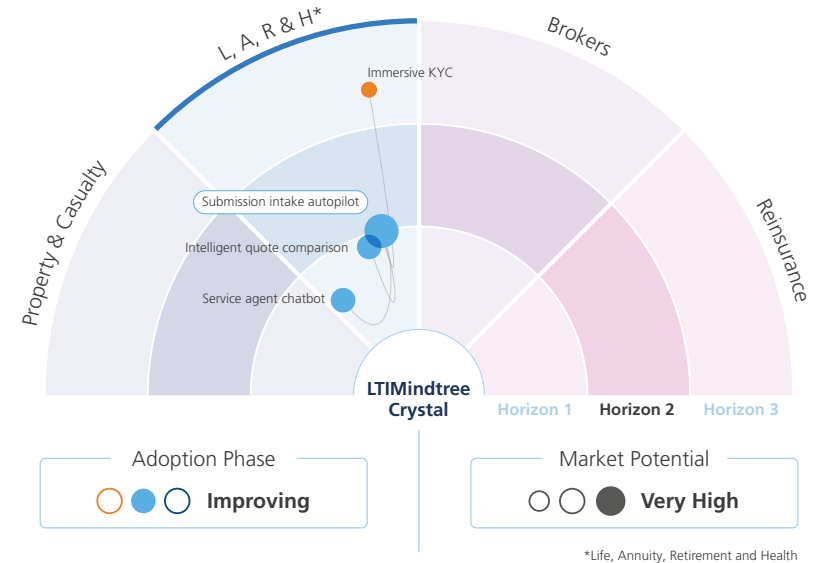 L, A, R & H*
Brokers
Immersive KYC
Property & Casualty
Submission intake autopilot
Reinsurance
Intelligent quote comparison
Service agent chatbot
LTIMindtree
Crystal
Horizon 1
Horizon 2
Horizon 3
Adoption Phase
Improving
Market Potential
Very High
*Life, Annuity, Retirement and Health